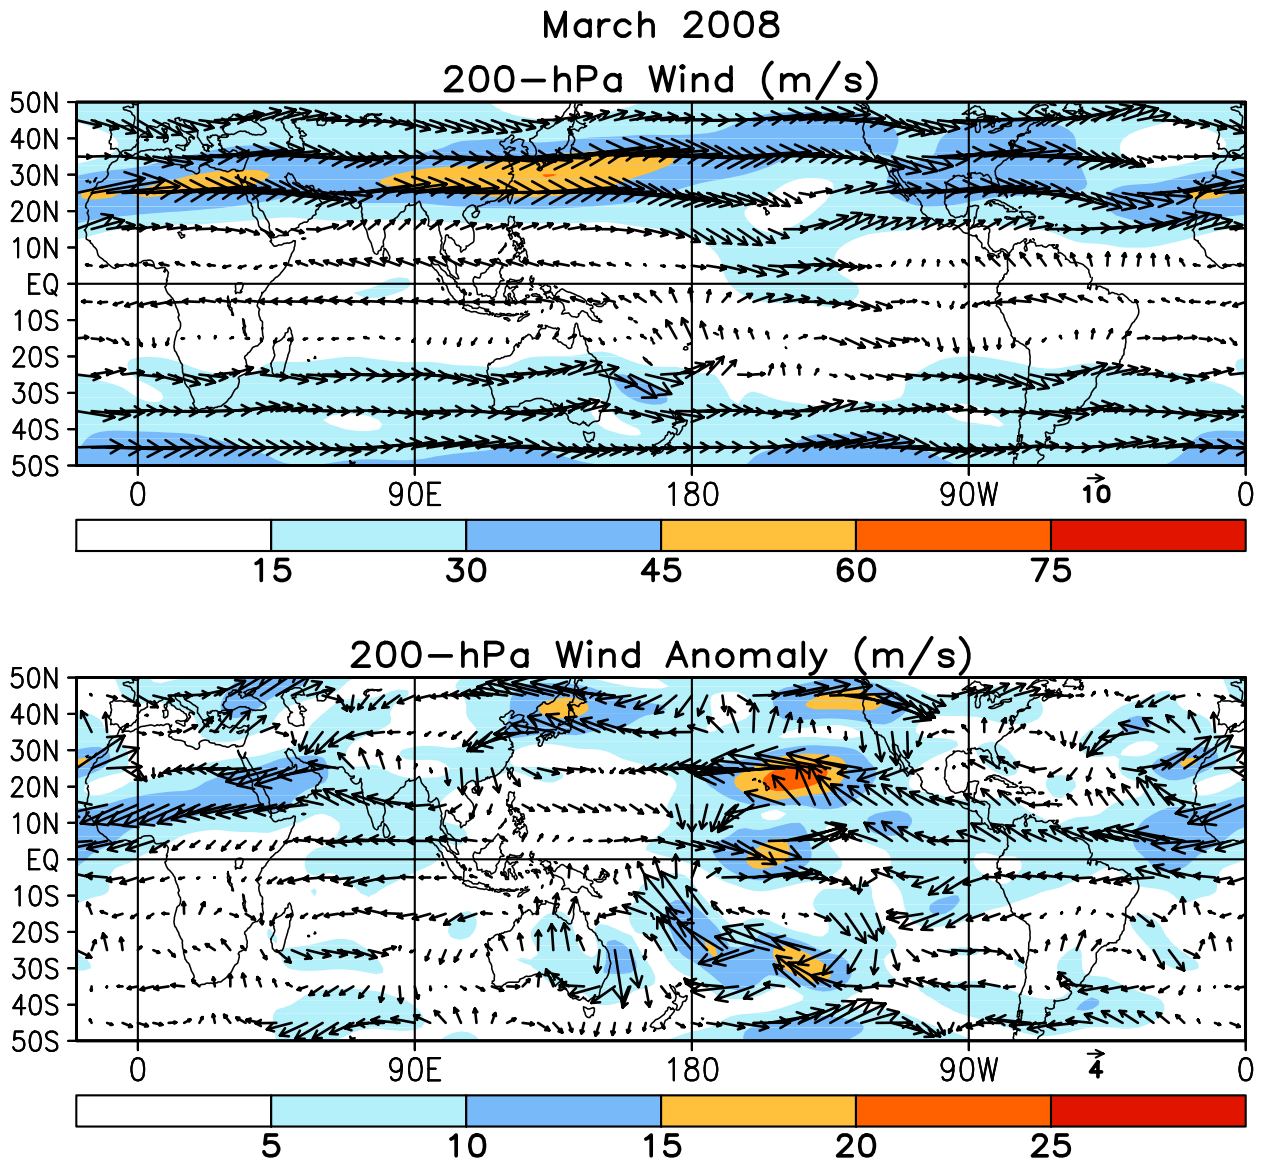 March 2008
200-hPa Wind (m/s)
50N
40N
30N
20N
10N
EQ
10S
20S
30S
40S
50S
0 90E 180 90W 10 0
15 30 45 60 75
200-hPa Wind Anomaly (m/s)
50N
40N
30N
20N
10N
EQ
10S
20S
30S
40S
50S
0 90E 180 90W 4 0
5 10 15 20 25